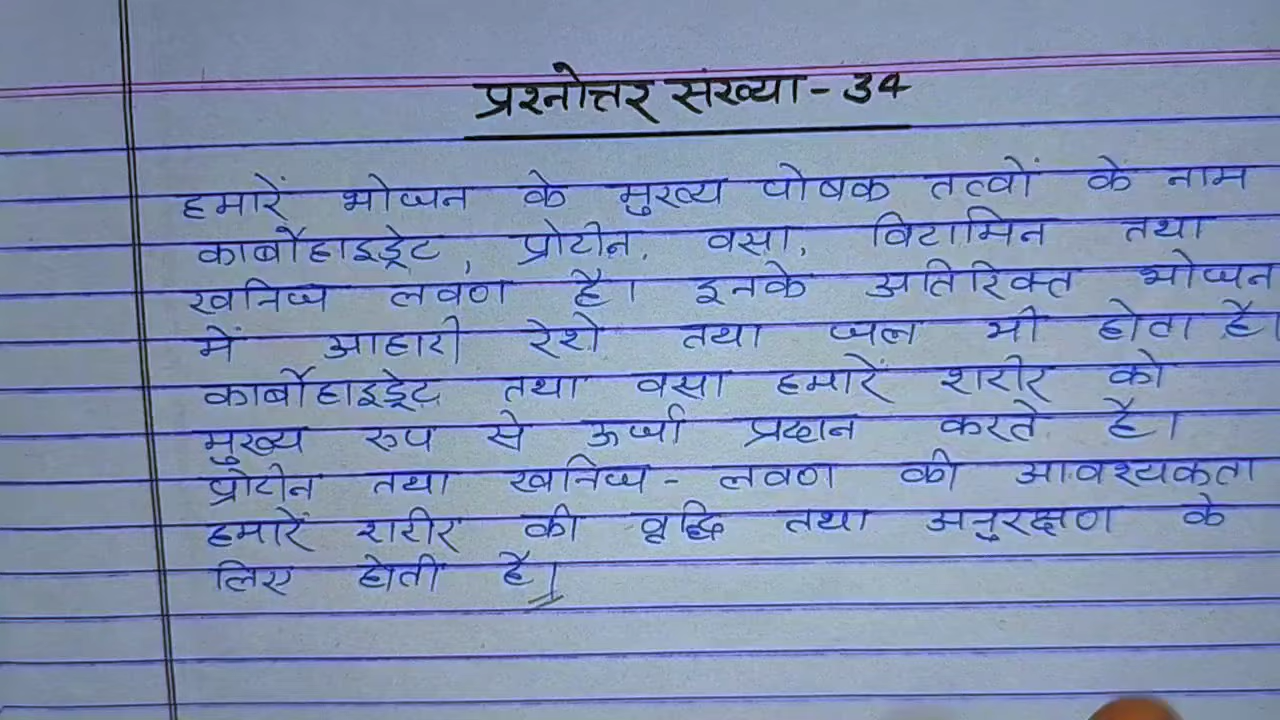 प्रश्नोत्तर संख्या - 34
हमारें भोजन के मुख्य पोषक तत्वों के नाम
कार्बोहाइड्रेट, प्रोटीन, वसा, विटामिन तथा
खनिज लवण है। इनके अतिरिक्त भोजन
में आहारी रेशे तथा जल भी होता है।
कार्बोहाइड्रेट तथा वसा हमारें शरीर को
मुख्य रुप से ऊर्जा प्रदान करते है।
प्रोटीन तथा खनिज - लवण की आवश्यकता
हमारें शरीर की वृद्धि तथा अनुरक्षण के
लिए होती है।